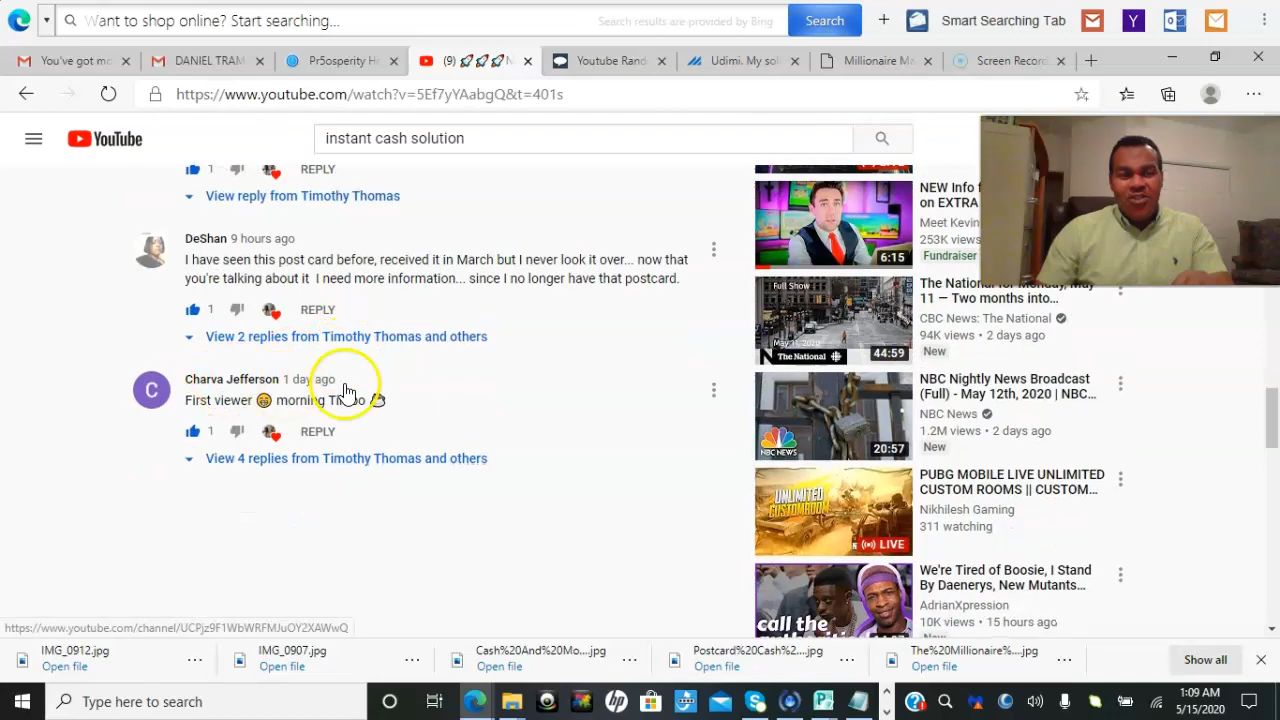 Want to shop online? Start searching...
Search results are provided by Bing
Search
Smart Searching Tab
You've got mo
DANIEL TRAM
Pr5osperity H
(9) 🚀🚀🚀
Youtube Rand
Udimi. My sol
Millionaire Ma
Screen Recor
https://www.youtube.com/watch?v=5Ef7yYAabgQ&t=401s
YouTube
instant cash solution
1 REPLY
View reply from Timothy Thomas
DeShan 9 hours ago
I have seen this post card before, received it in March but I never look it over... now that
you're talking about it I need more information... since I no longer have that postcard.
1 REPLY
View 2 replies from Timothy Thomas and others
C
Charva Jefferson 1 day ago
First viewer 😁 morning
1 REPLY
View 4 replies from Timothy Thomas and others
6:15
NEW Info
on EXTRA
Meet Kevin
253K views
Fundraiser
Full Show
May 11, 2020
The National
44:59
The National for Monday, May
11 — Two months into...
CBC News: The National
94K views • 2 days ago
New
NBC NEWS
20:57
NBC Nightly News Broadcast
(Full) - May 12th, 2020 | NBC...
NBC News
1.2M views • 2 days ago
New
UNLIMITED
CUSTOM ROOM
LIVE
PUBG MOBILE LIVE UNLIMITED
CUSTOM ROOMS || CUSTOM...
Nikhilesh Gaming
311 watching
call the
We're Tired of Boosie, I Stand
By Daenerys, New Mutants...
AdrianXpression
10K views • 15 hours ago
https://www.youtube.com/channel/UCPjz9F1WbWRFMJuOY2XAWwQ
IMG_0912.jpg
Open file
IMG_0907.jpg
Open file
Cash%20And%20Mo....jpg
Open file
Postcard%20Cash%2....jpg
Open file
The%20Millionaire%....jpg
Open file
Show all
Type here to search
1:09 AM
5/15/2020